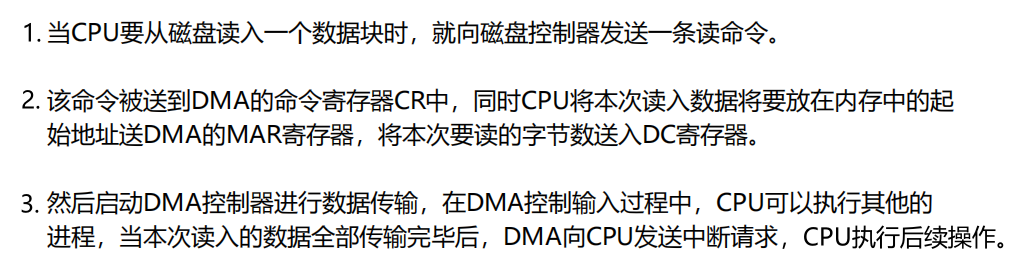 1. 当CPU要从磁盘读入一个数据块时，就向磁盘控制器发送一条读命令。
2. 该命令被送到DMA的命令寄存器CR中，同时CPU将本次读入数据将要放在内存中的起
始地址送DMA的MAR寄存器，将本次要读的字节数送入DC寄存器。
3. 然后启动DMA控制器进行数据传输，在DMA控制输入过程中，CPU可以执行其他的
进程，当本次读入的数据全部传输完毕后，DMA向CPU发送中断请求，CPU执行后续操作。